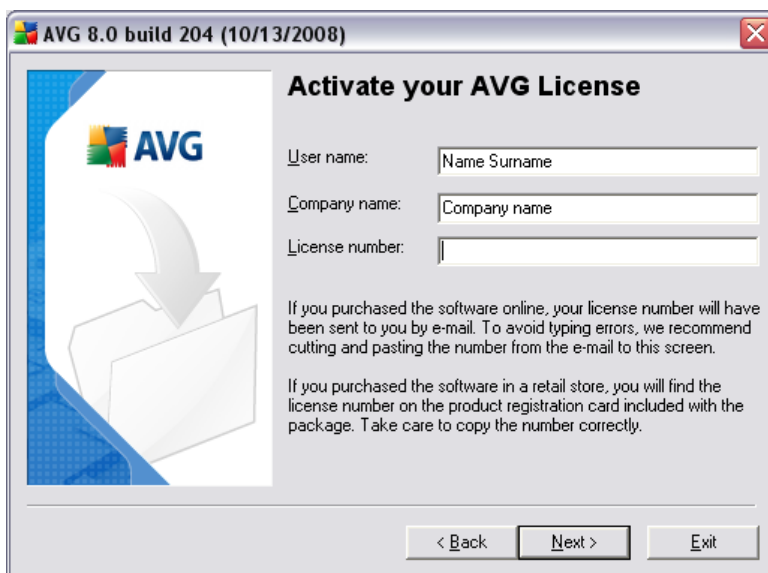 AVG 8.0 build 204 (10/13/2008)
Activate your AVG License
AVG
User name:
Name Surname
Company name:
Company name
License number:
If you purchased the software online, your license number will have
been sent to you by e-mail. To avoid typing errors, we recommend
cutting and pasting the number from the e-mail to this screen.
If you purchased the software in a retail store, you will find the
license number on the product registration card included with the
package. Take care to copy the number correctly.
< Back
Next >
Exit